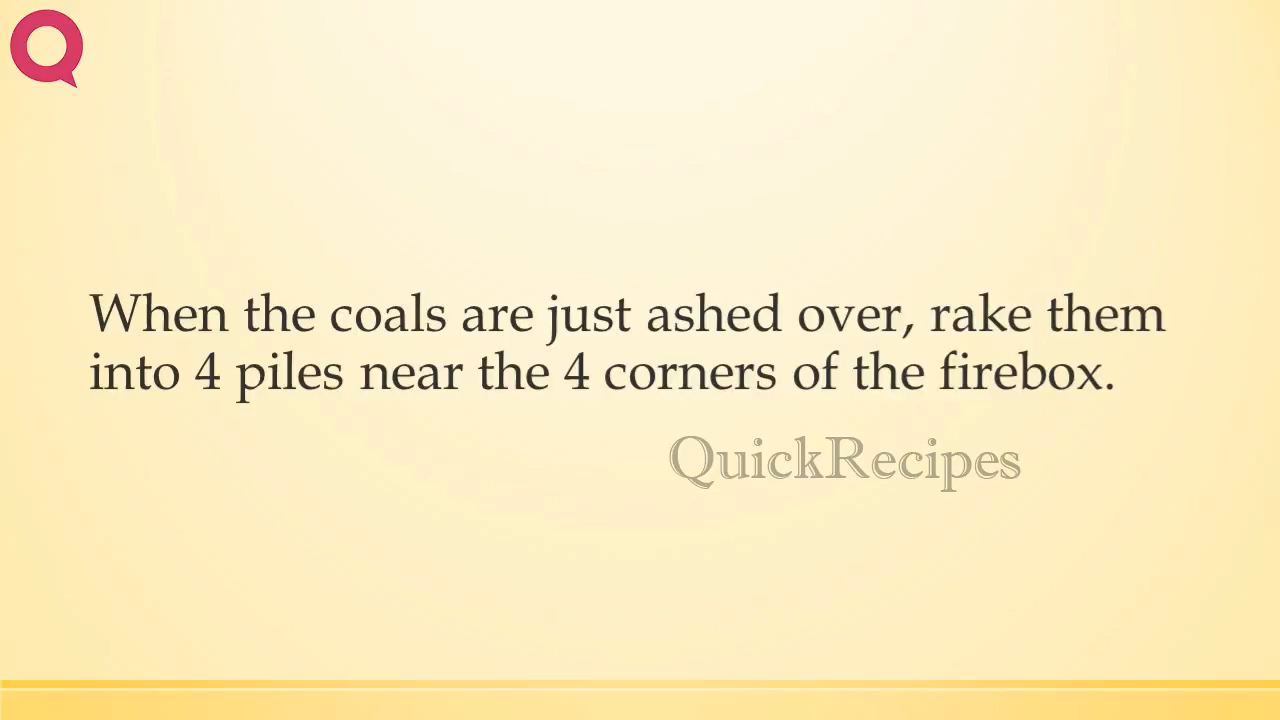 When the coals are just ashed over, rake them
into 4 piles near the 4 corners of the firebox.
QuickRecipes